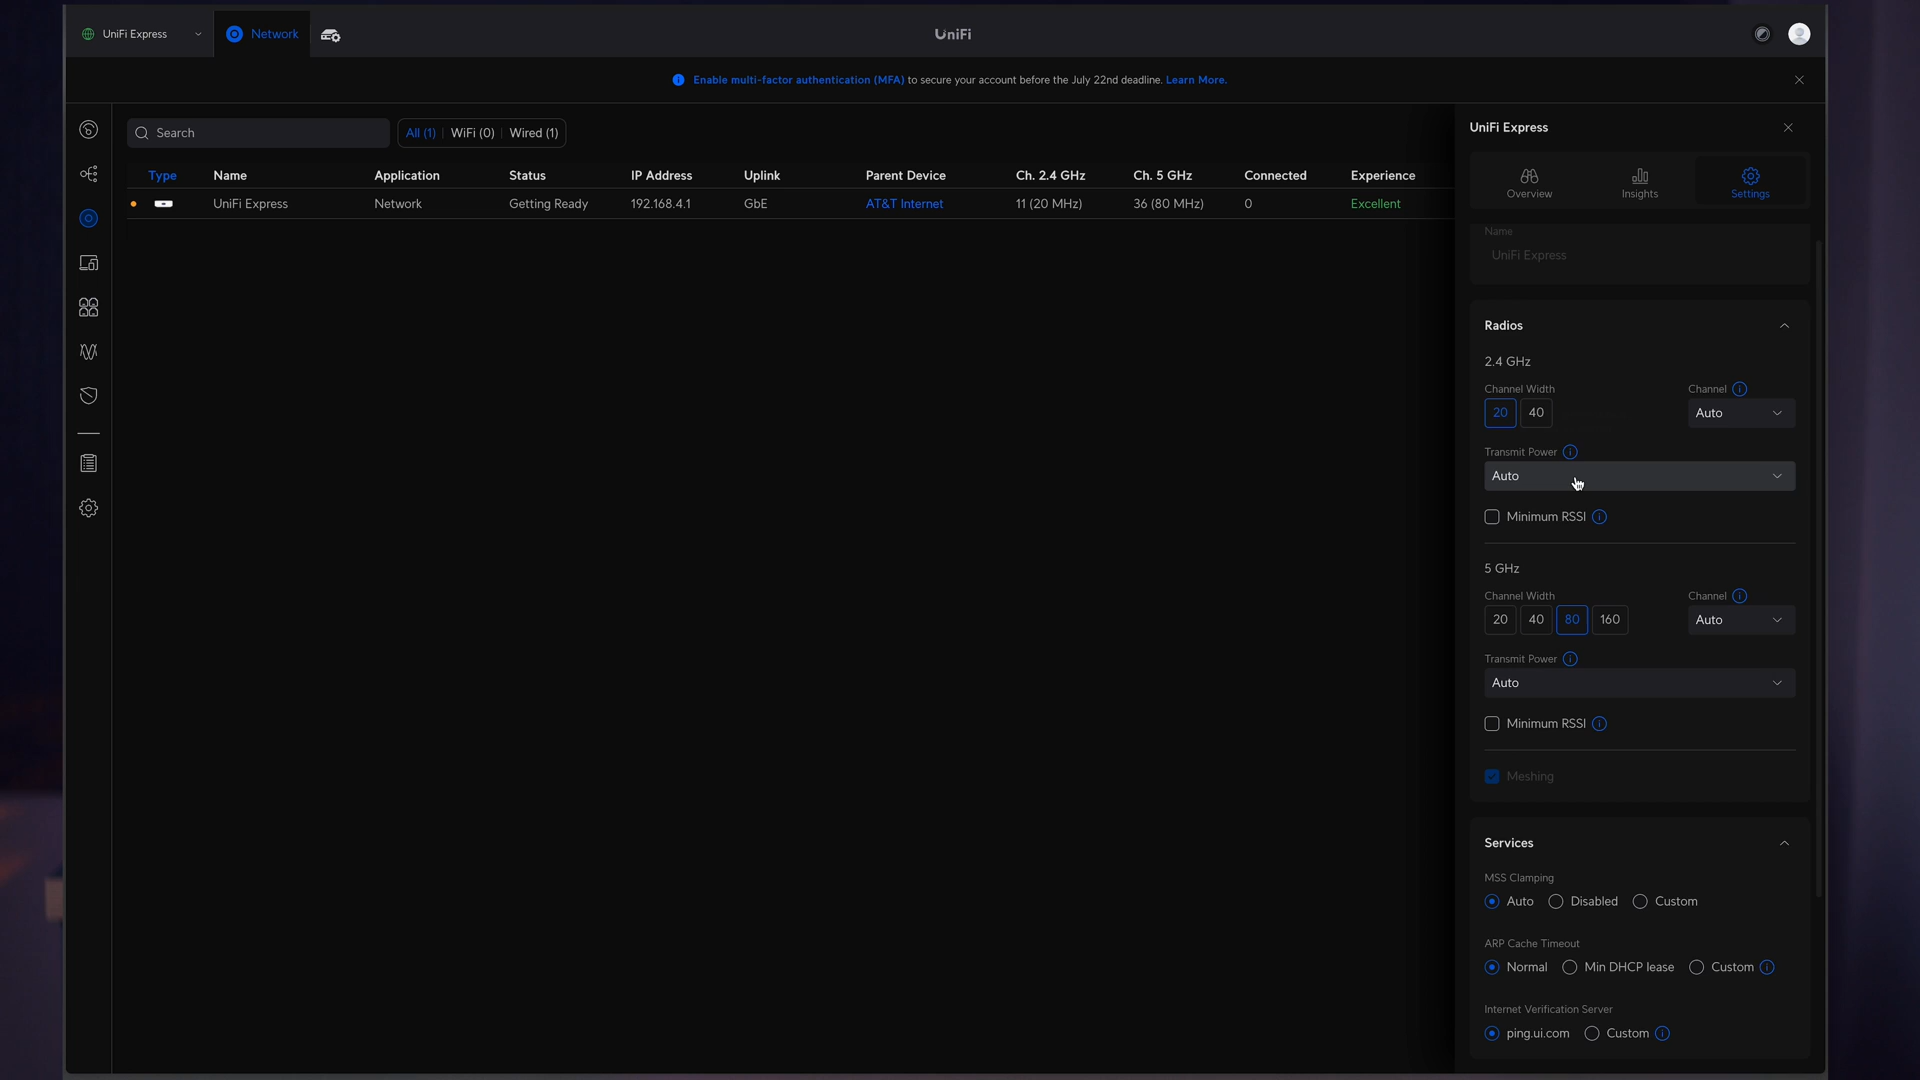 UniFi Express
Network
UniFi
Enable multi-factor authentication (MFA) to secure your account before the July 22nd deadline. Learn More.
Search
All (1) WiFi (0) Wired (1)
Type Name Application Status IP Address Uplink Parent Device Ch. 2.4 GHz Ch. 5 GHz Connected Experience
UniFi Express Network Getting Ready 192.168.4.1 GbE AT&T Internet 11 (20 MHz) 36 (80 MHz) 0 Excellent
UniFi Express
Overview Insights Settings
Name
UniFi Express
Radios
2.4 GHz
Channel Width Channel
20 40 Auto
Transmit Power
Auto
Minimum RSSI
5 GHz
Channel Width Channel
20 40 80 160 Auto
Transmit Power
Auto
Minimum RSSI
Meshing
Services
MSS Clamping
Auto Disabled Custom
ARP Cache Timeout
Normal Min DHCP lease Custom
Internet Verification Server
ping.ui.com Custom